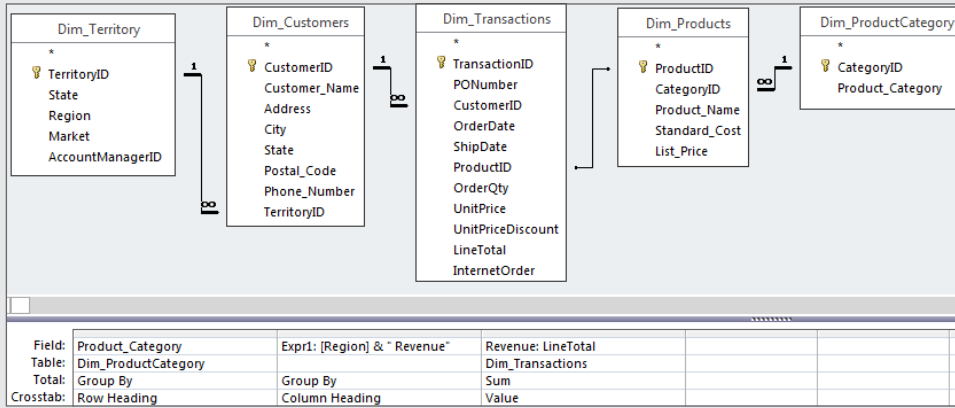 Dim_Territory
*
TerritoryID
State
Region
Market
AccountManagerID
1
∞
Dim_Customers
*
CustomerID
Customer_Name
Address
City
State
Postal_Code
Phone_Number
TerritoryID
1
∞
Dim_Transactions
*
TransactionID
PONumber
CustomerID
OrderDate
ShipDate
ProductID
OrderQty
UnitPrice
UnitPriceDiscount
LineTotal
InternetOrder
Dim_Products
*
ProductID
CategoryID
Product_Name
Standard_Cost
List_Price
1
∞
Dim_ProductCategory
*
CategoryID
Product_Category
Field: Product_Category Expr1: [Region] & " Revenue" Revenue: LineTotal
Table: Dim_ProductCategory Dim_Transactions
Total: Group By Group By Sum
Crosstab: Row Heading Column Heading Value